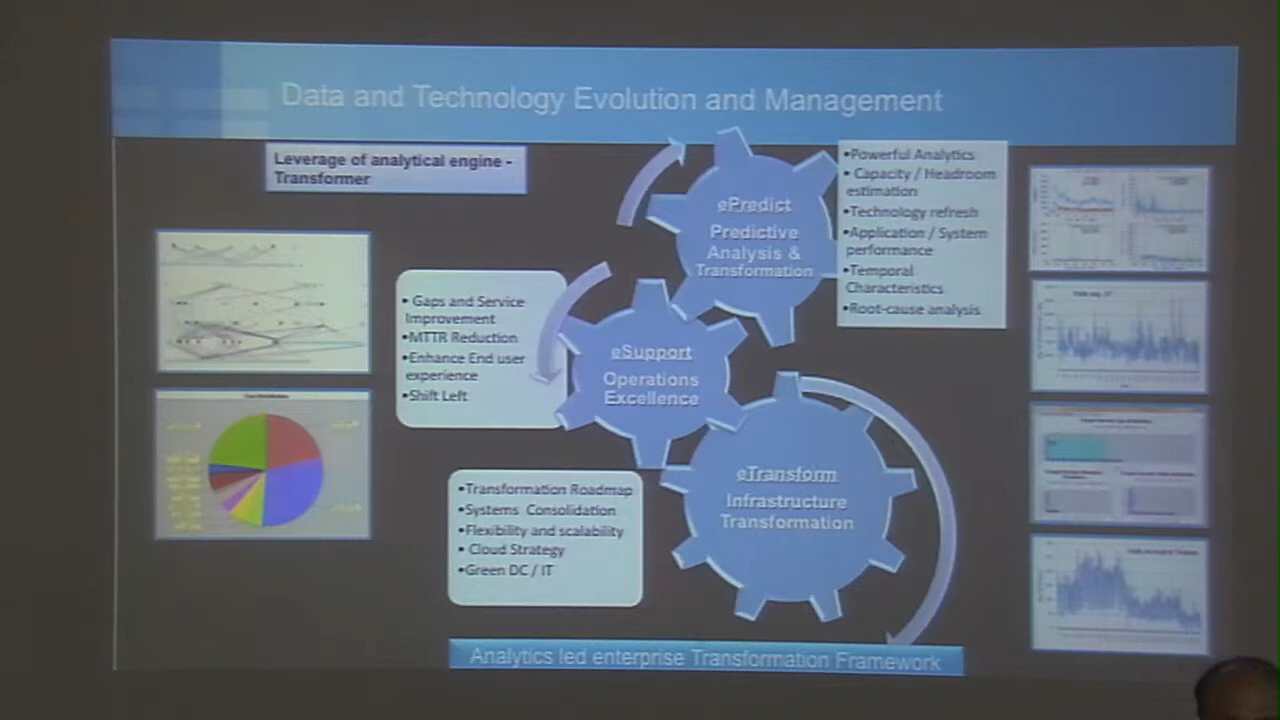 Data and Technology Evolution and Management
Leverage of analytical engine -
Transformer
ePredict
Predictive
Analysis &
Transformation
•Powerful Analytics
• Capacity / Headroom
estimation
•Technology refresh
•Application / System
performance
•Temporal
Characteristics
•Root-cause analysis
• Gaps and Service
Improvement
•MTTR Reduction
•Enhance End user
experience
•Shift Left
eSupport
Operations
Excellence
eTransform
Infrastructure
Transformation
•Transformation Roadmap
•Systems Consolidation
•Flexibility and scalability
• Cloud Strategy
•Green DC / IT
Analytics led enterprise Transformation Framework